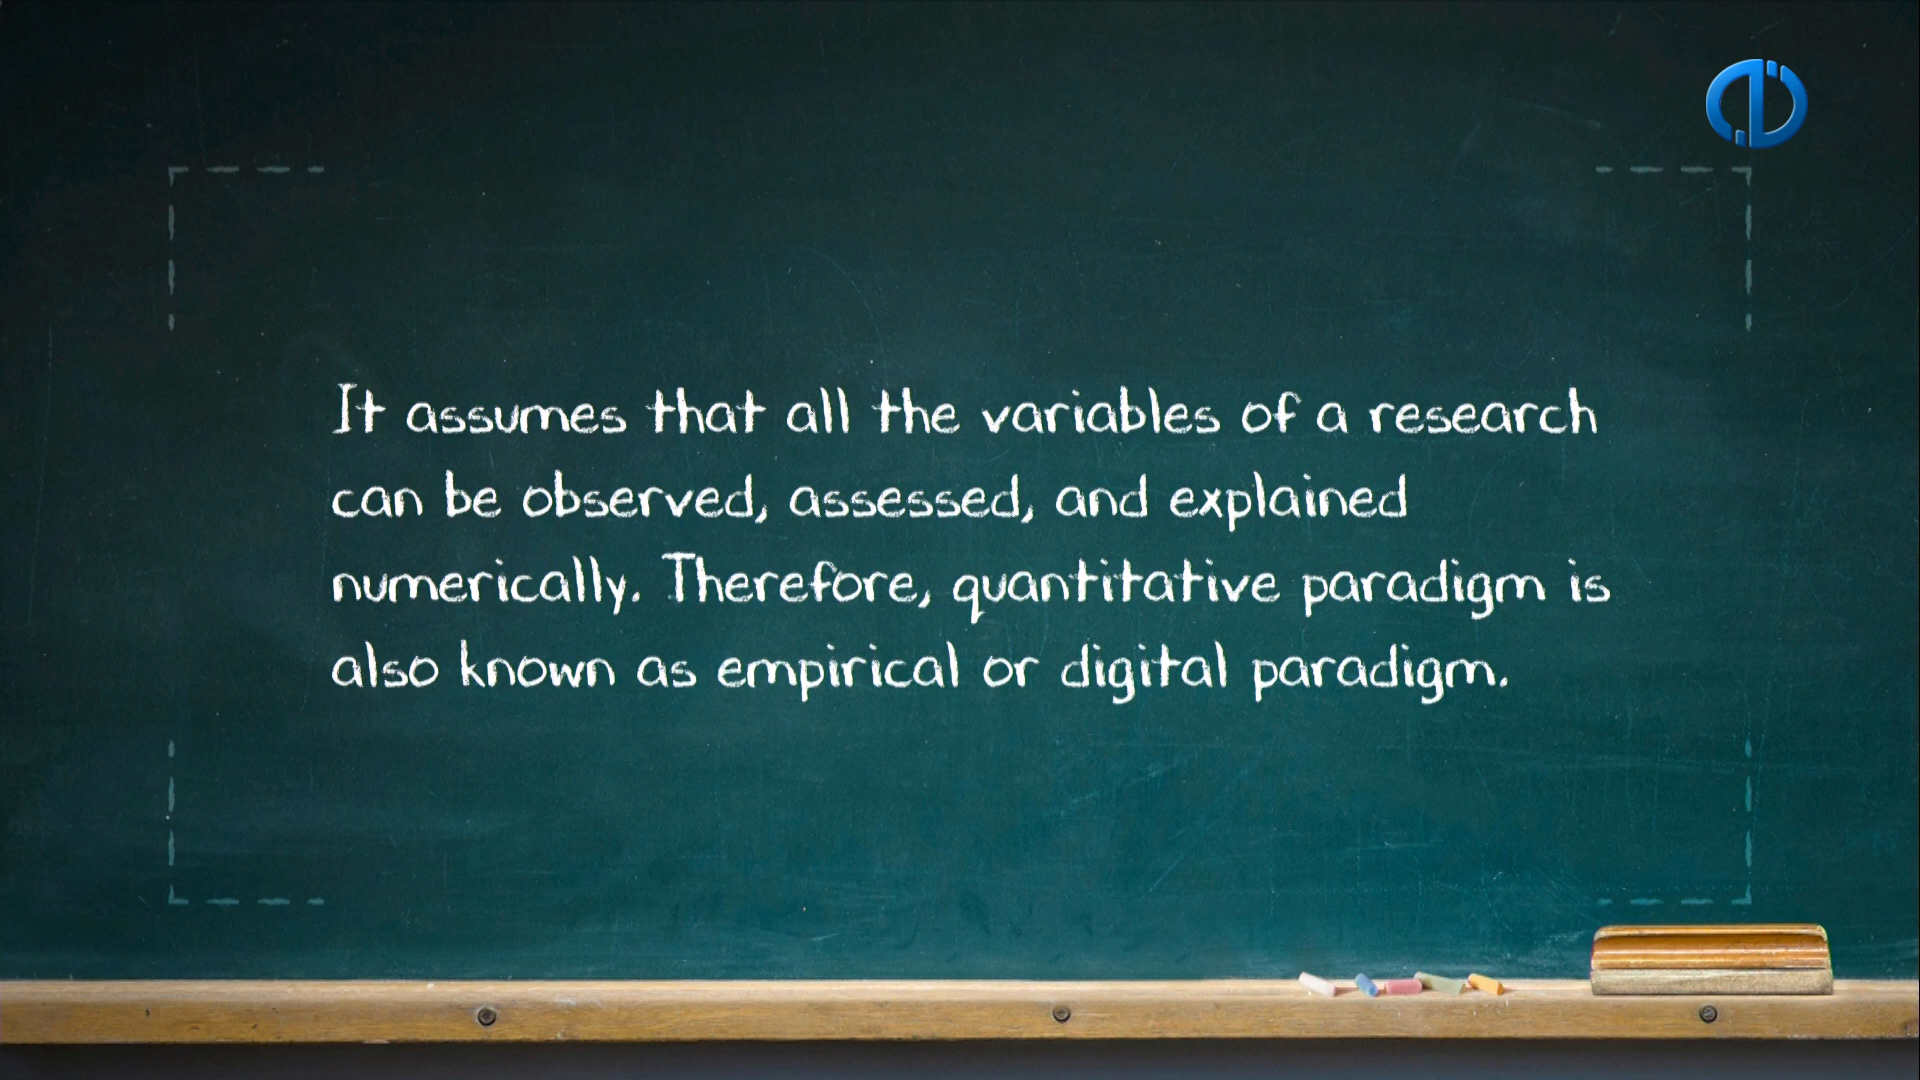 It assumes that all the variables of a research
can be observed, assessed, and explained
numerically. Therefore, quantitative paradigm is
also known as empirical or digital paradigm.